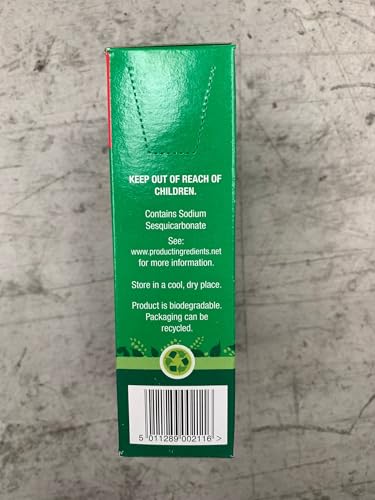 KEEP OUT OF REACH OF
CHILDREN.
Contains Sodium
Sesquicarbonate
See:
www.productingredients.net
for more information.
Store in a cool, dry place.
Product is biodegradable.
Packaging can be
recycled.
5 011289 002116 >